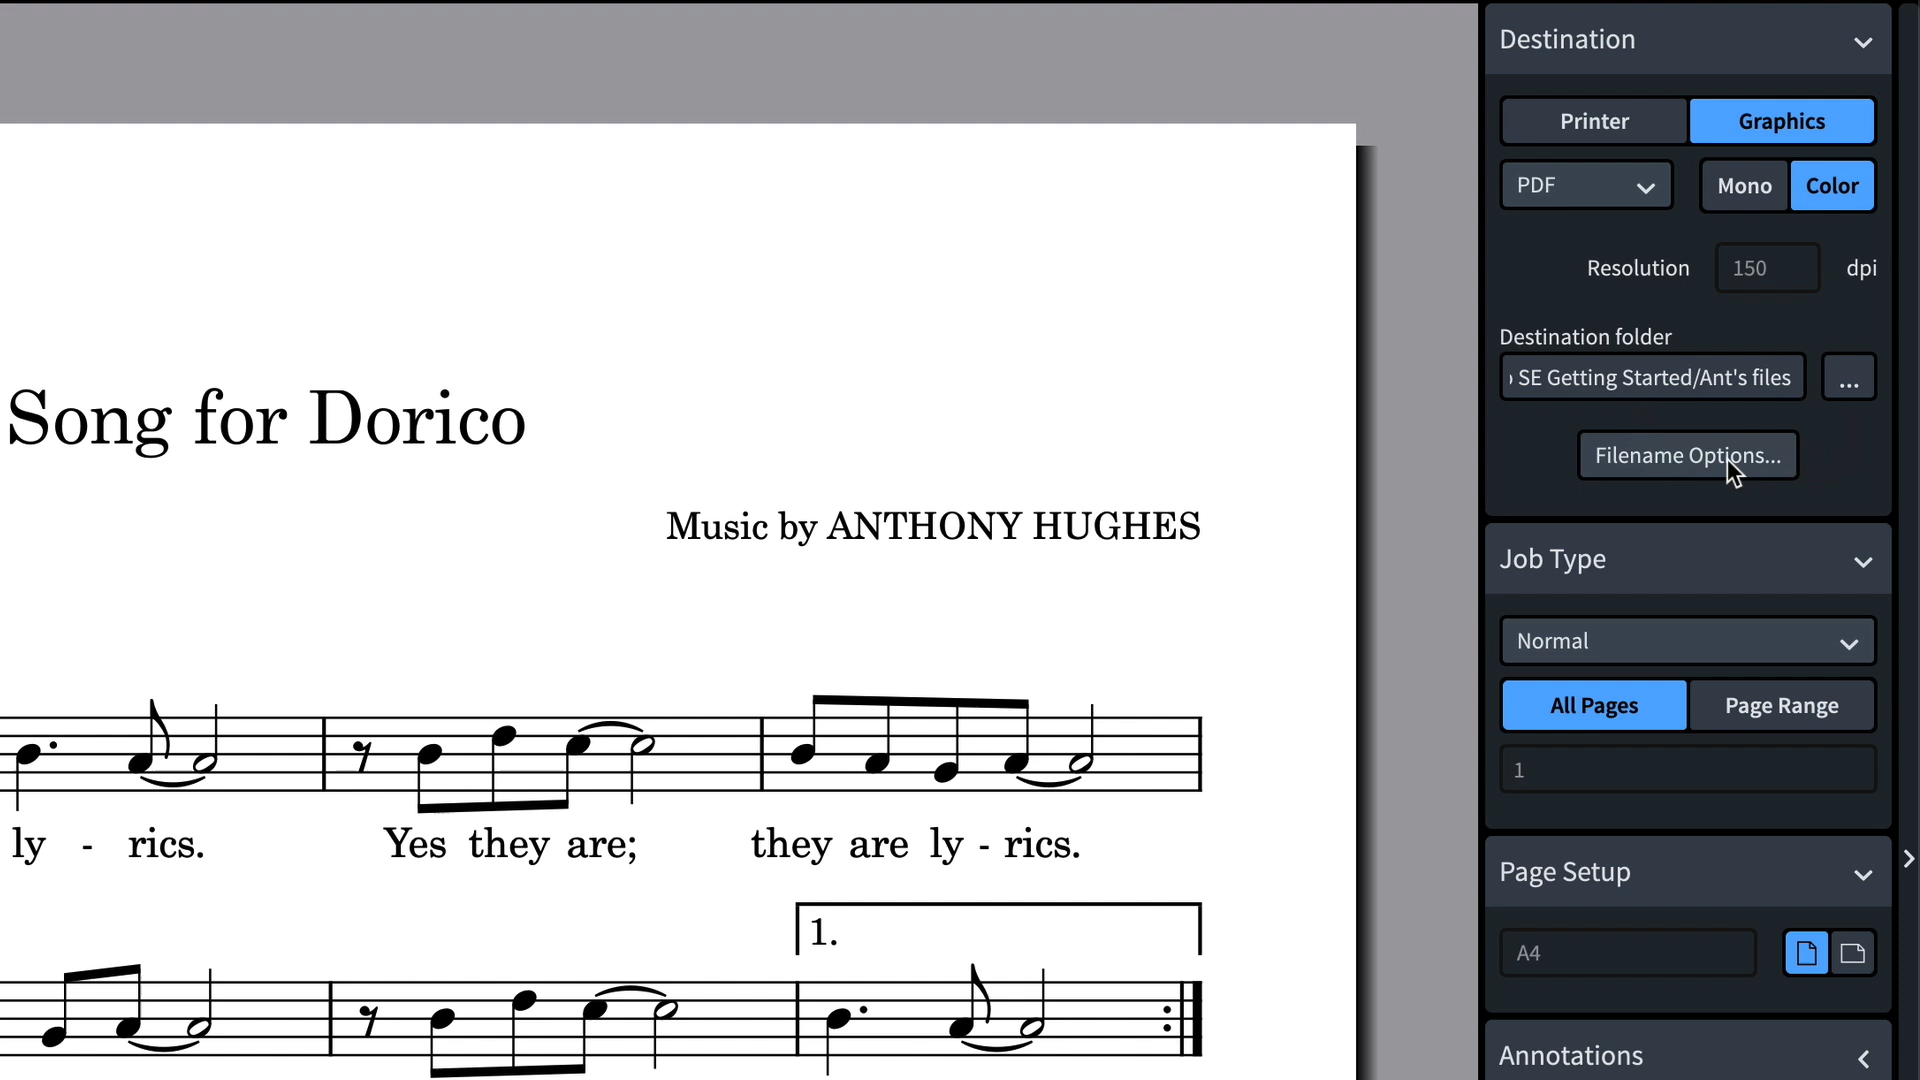 Destination
Printer Graphics
PDF Mono Color
Resolution 150 dpi
Destination folder
SE Getting Started/Ant's files ...
Filename Options...
Song for Dorico
Music by ANTHONY HUGHES
Job Type
Normal
All Pages Page Range
1
ly - rics. Yes they are; they are ly - rics.
Page Setup
1.
A4
Annotations